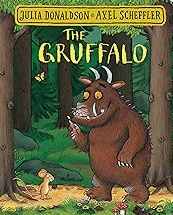 JULIA DONALDSON • AXEL SCHEFFLER
THE
GRUFFALO